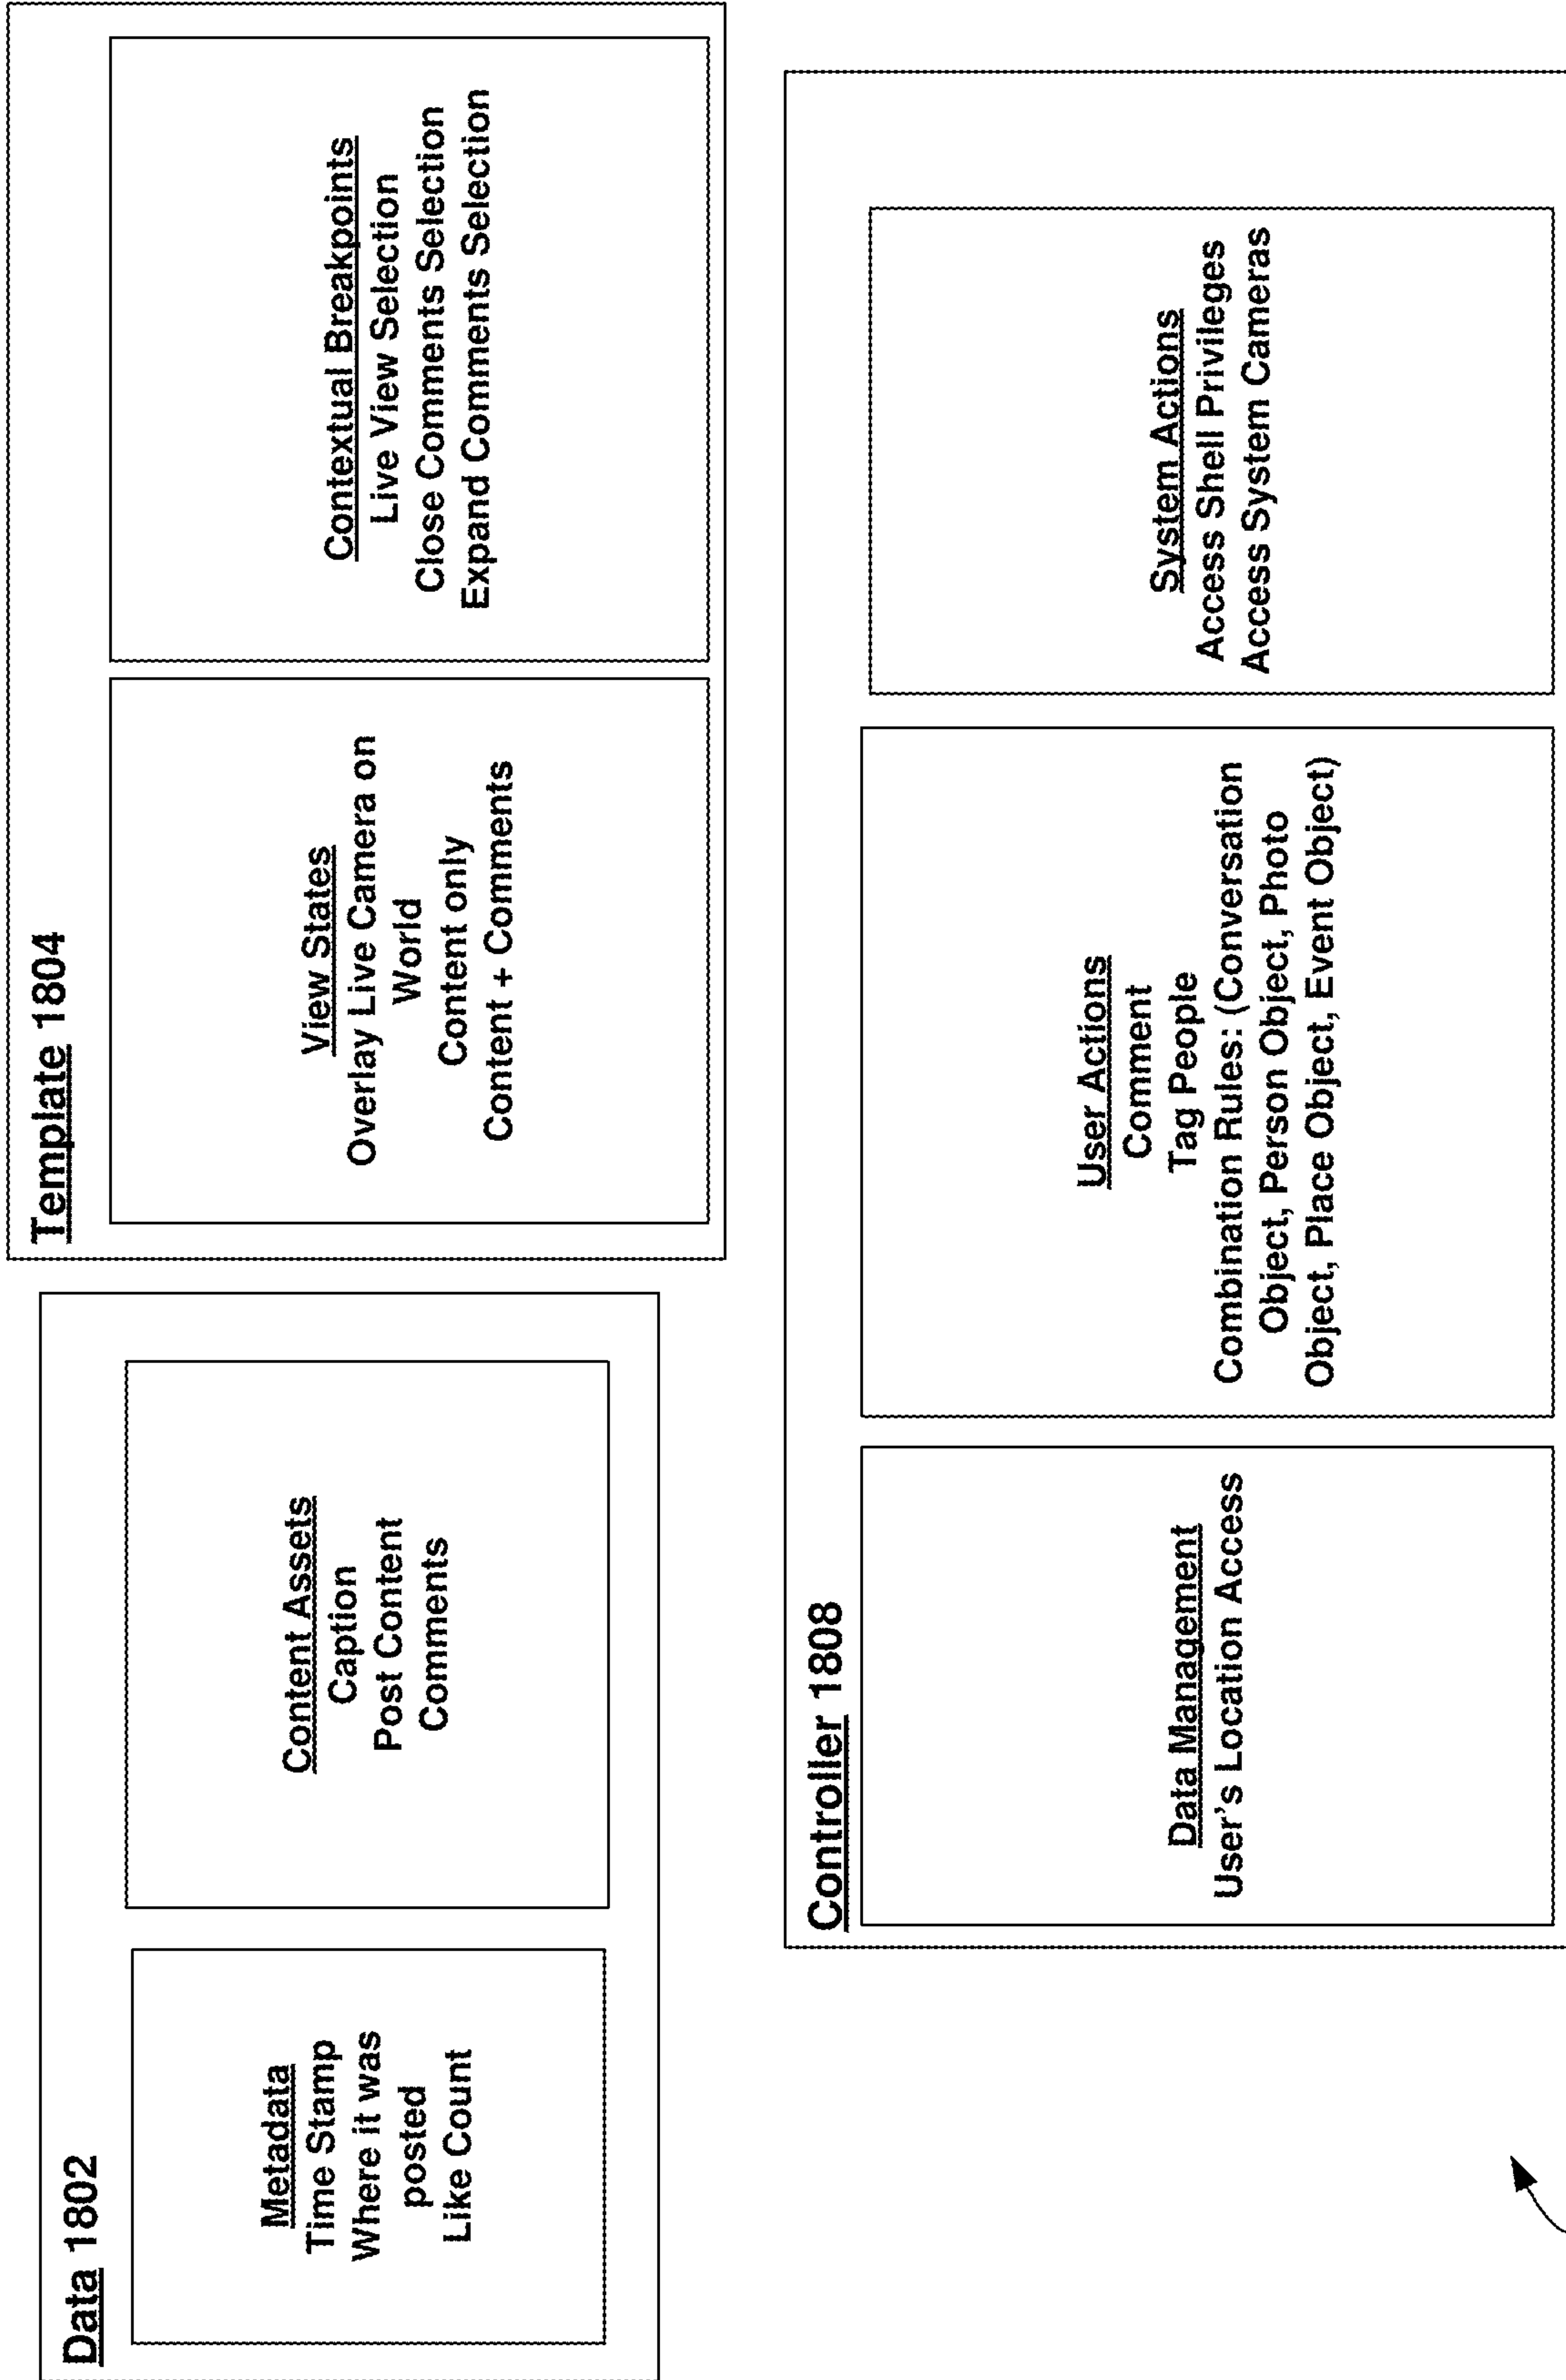 Data 1802
Metadata
Time Stamp
Where it was
posted
Like Count
Content Assets
Caption
Post Content
Comments
Template 1804
View States
Overlay Live Camera on
World
Content only
Content + Comments
Contextual Breakpoints
Live View Selection
Close Comments Selection
Expand Comments Selection
Controller 1808
Data Management
User's Location Access
User Actions
Comment
Tag People
Combination Rules: (Conversation
Object, Person Object, Photo
Object, Place Object, Event Object)
System Actions
Access Shell Privileges
Access System Cameras